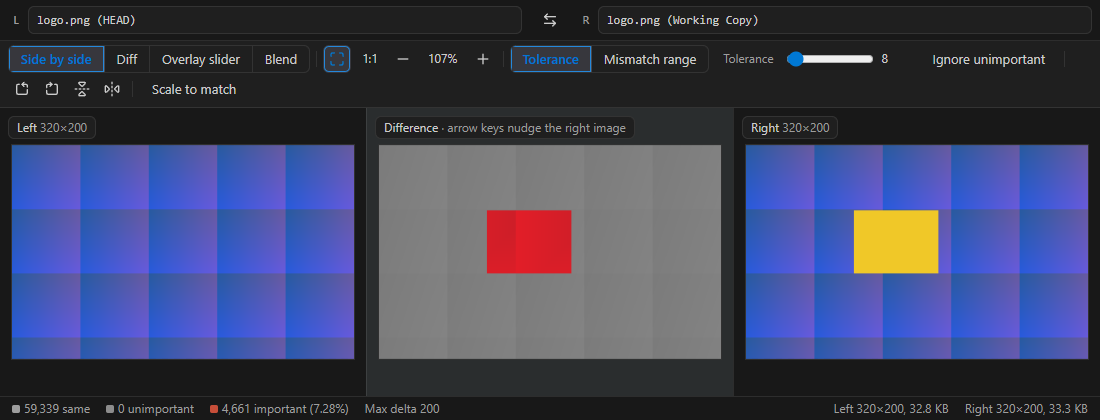 L logo.png (HEAD) R logo.png (Working Copy)
Side by side Diff Overlay slider Blend 1:1 107% Tolerance Mismatch range Tolerance 8 Ignore unimportant
Scale to match
Left 320×200 Difference · arrow keys nudge the right image Right 320×200
59,339 same 0 unimportant 4,661 important (7.28%) Max delta 200 Left 320×200, 32.8 KB Right 320×200, 33.3 KB